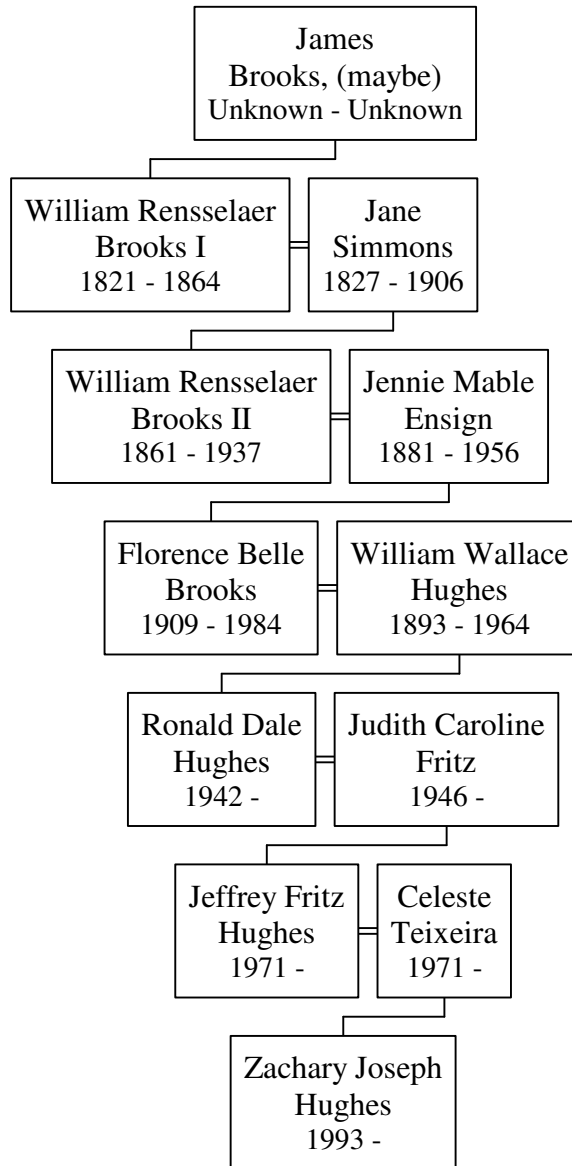 James
Brooks, (maybe)
Unknown - Unknown
William Rensselaer
Brooks I
1821 - 1864
Jane
Simmons
1827 - 1906
William Rensselaer
Brooks II
1861 - 1937
Jennie Mable
Ensign
1881 - 1956
Florence Belle
Brooks
1909 - 1984
William Wallace
Hughes
1893 - 1964
Ronald Dale
Hughes
1942 -
Judith Caroline
Fritz
1946 -
Jeffrey Fritz
Hughes
1971 -
Celeste
Teixeira
1971 -
Zachary Joseph
Hughes
1993 -